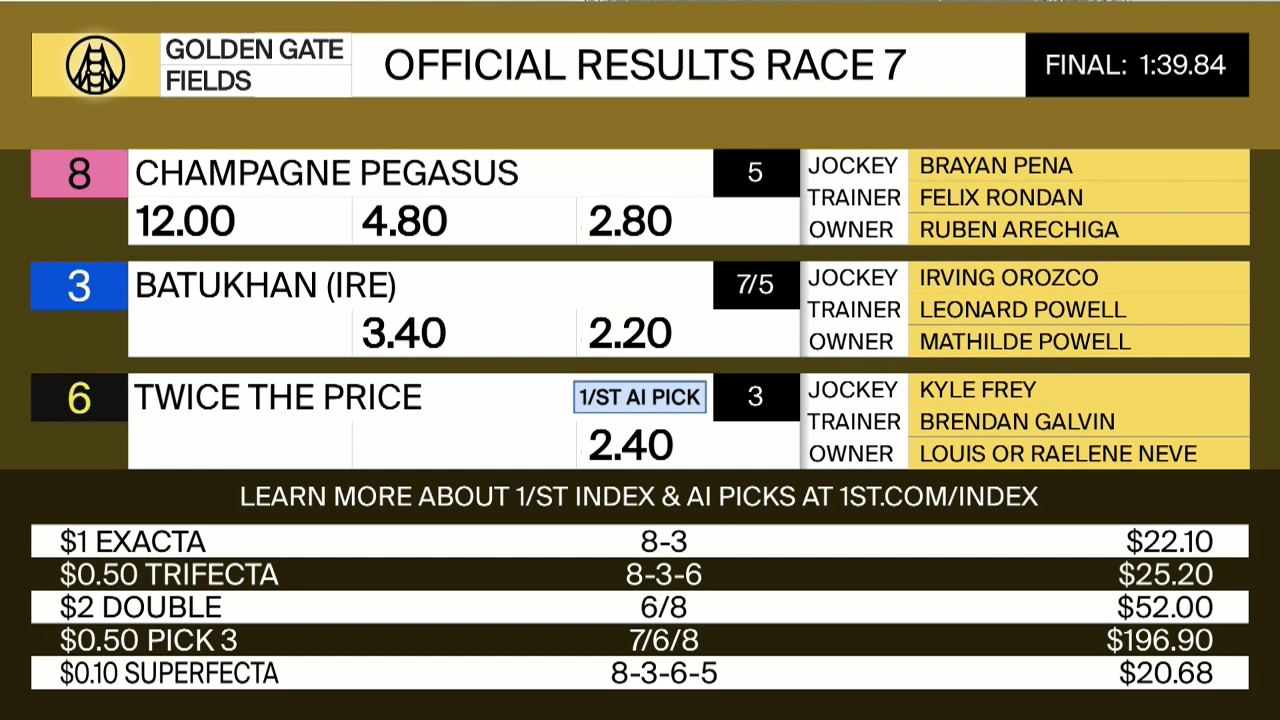 GOLDEN GATE
FIELDS
OFFICIAL RESULTS RACE 7
FINAL: 1:39.84
8 CHAMPAGNE PEGASUS 5
12.00 4.80 2.80
JOCKEY BRAYAN PENA
TRAINER FELIX RONDAN
OWNER RUBEN ARECHIGA
3 BATUKHAN (IRE) 7/5
3.40 2.20
JOCKEY IRVING OROZCO
TRAINER LEONARD POWELL
OWNER MATHILDE POWELL
6 TWICE THE PRICE 1/ST AI PICK 3
2.40
JOCKEY KYLE FREY
TRAINER BRENDAN GALVIN
OWNER LOUIS OR RAELENE NEVE
LEARN MORE ABOUT 1/ST INDEX & AI PICKS AT 1ST.COM/INDEX
$1 EXACTA 8-3 $22.10
$0.50 TRIFECTA 8-3-6 $25.20
$2 DOUBLE 6/8 $52.00
$0.50 PICK 3 7/6/8 $196.90
$0.10 SUPERFECTA 8-3-6-5 $20.68